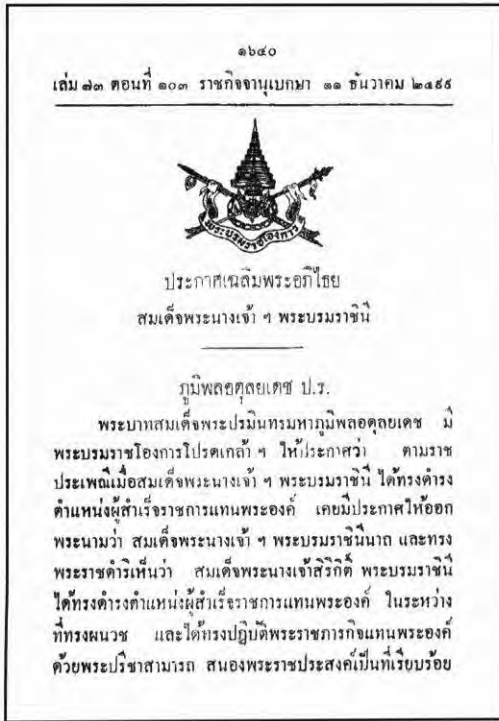 ๑๖๔๐
เล่ม ๗๓ ตอนที่ ๑๐๓ ราชกิจจานุเบกษา ๑๑ ธันวาคม ๒๔๙๙
พระบรมราชโองการ
ประกาศเฉลิมพระอภิไธย
สมเด็จพระนางเจ้า ฯ พระบรมราชินี
ภูมิพลอดุลยเดช ป.ร.
พระบาทสมเด็จพระปรมินทรมหาภูมิพลอดุลยเดช มี
พระบรมราชโองการโปรดเกล้า ฯ ให้ประกาศว่า ตามราช
ประเพณีเมื่อสมเด็จพระนางเจ้า ฯ พระบรมราชินี ได้ทรงดำรง
ตำแหน่งผู้สำเร็จราชการแทนพระองค์ เคยมีประกาศให้ออก
พระนามว่า สมเด็จพระนางเจ้า ฯ พระบรมราชินีนาถ และทรง
พระราชดำริเห็นว่า สมเด็จพระนางเจ้าสิริกิติ์ พระบรมราชินี
ได้ทรงดำรงตำแหน่งผู้สำเร็จราชการแทนพระองค์ ในระหว่าง
ที่ทรงผนวช และได้ทรงปฏิบัติพระราชภารกิจแทนพระองค์
ด้วยพระปรีชาสามารถ สนองพระราชประสงค์เป็นที่เรียบร้อย